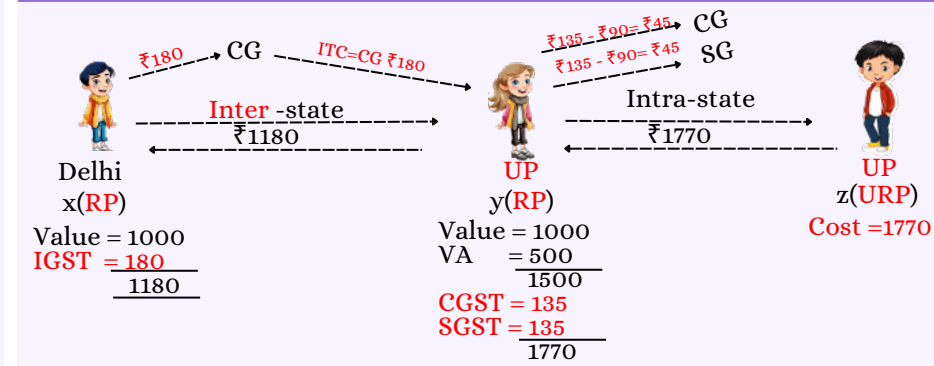 ₹180
CG
ITC=CG ₹180
₹135 - ₹90= ₹45
CG
₹135 - ₹90= ₹45
SG
Inter -state
₹1180
Intra-state
₹1770
Delhi
x(RP)
Value = 1000
IGST = 180
1180
UP
y(RP)
Value = 1000
VA = 500
1500
CGST = 135
SGST = 135
1770
UP
z(URP)
Cost =1770